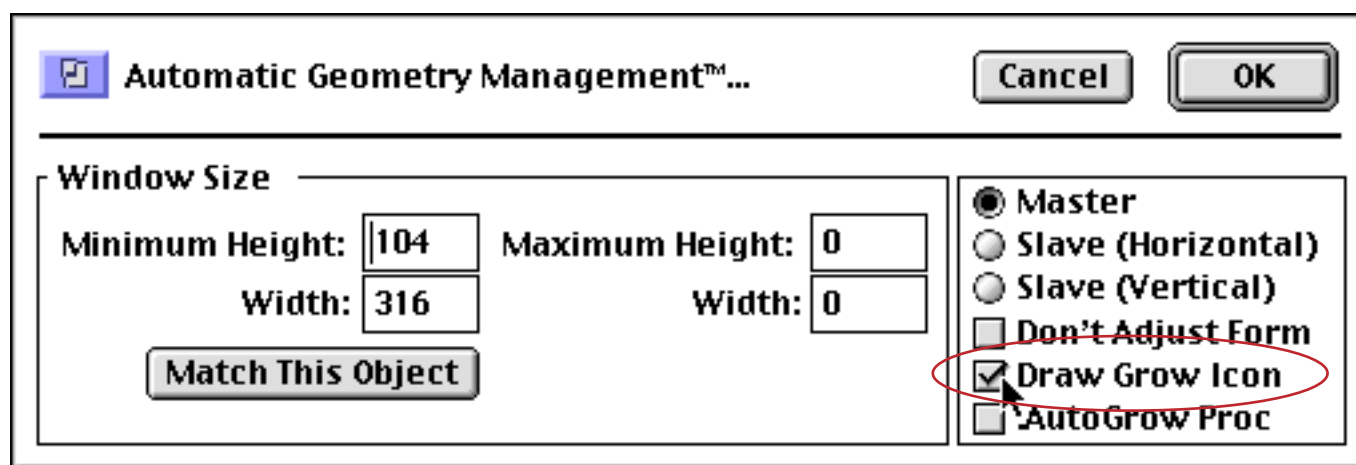 Automatic Geometry Management™...
Cancel
OK
Window Size
Minimum Height: 104
Maximum Height: 0
Width: 316
Width: 0
Match This Object
Master
Slave (Horizontal)
Slave (Vertical)
Don't Adjust Form
Draw Grow Icon
.AutoGrow Proc